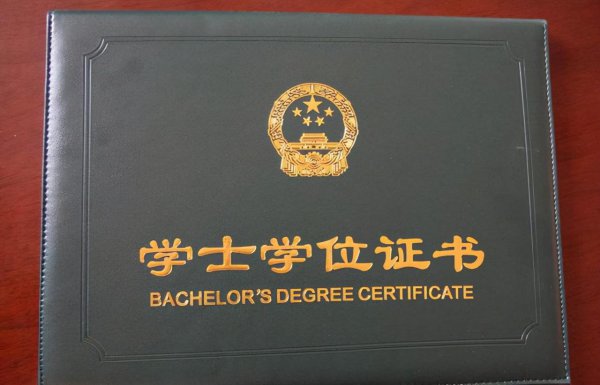 学士学位证书
BACHELOR'S DEGREE CERTIFICATE